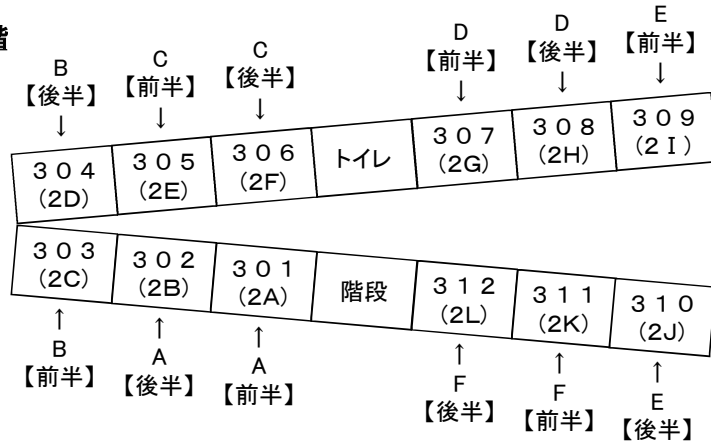 階
B
【後半】
↓
C
【前半】
↓
C
【後半】
↓
D
【前半】
↓
D
【後半】
↓
E
【前半】
↓
３０４
（２D）
３０５
（２E）
３０６
（２F）
トイレ
３０７
（２G）
３０８
（２H）
３０９
（２I）
３０３
（２C）
３０２
（２B）
３０１
（２A）
階段
３１２
（２L）
３１１
（２K）
３１０
（２J）
↑
B
【前半】
↑
A
【後半】
↑
A
【前半】
↑
F
【後半】
↑
F
【前半】
↑
E
【後半】